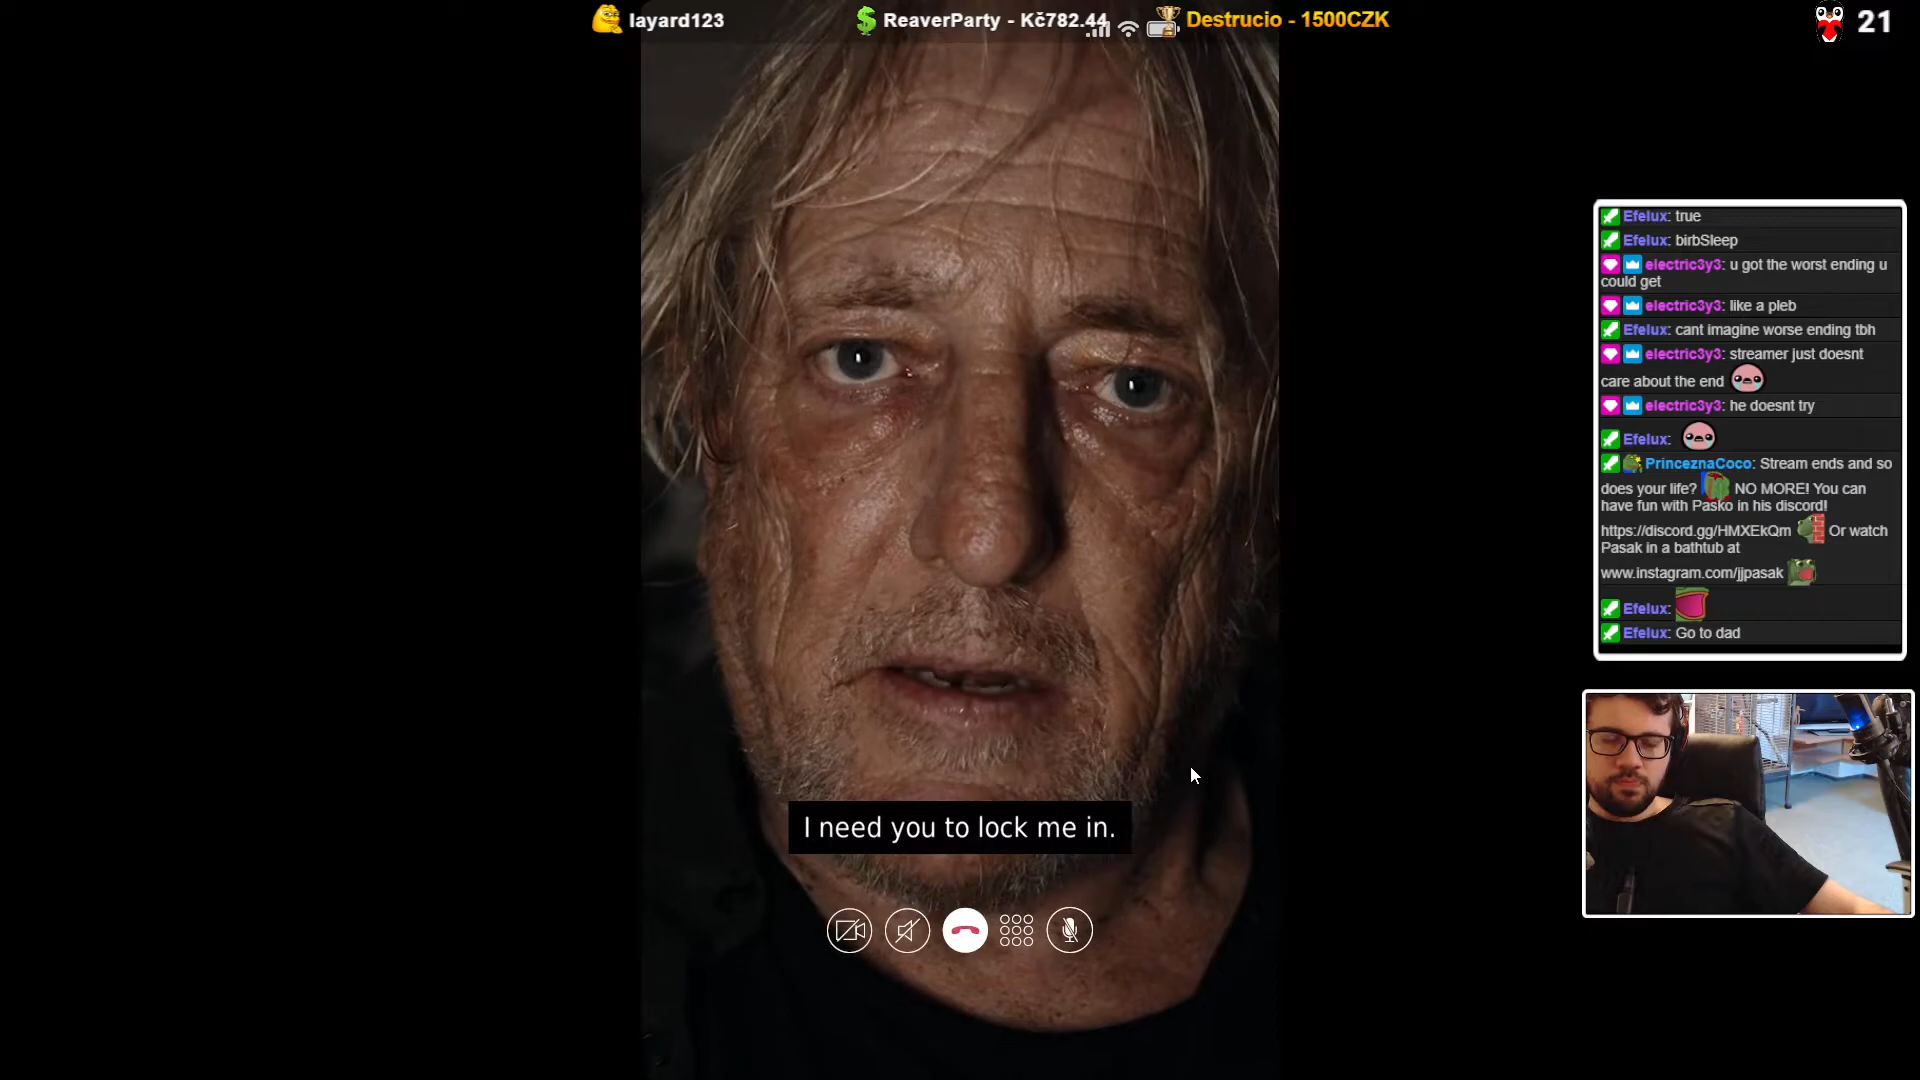 layard123
ReaverParty - Kč782.44
Destrucio - 1500CZK
21
Efelux: true
Efelux: birbSleep
electric3y3: u got the worst ending u
could get
electric3y3: like a pleb
Efelux: cant imagine worse ending tbh
electric3y3: streamer just doesnt
care about the end
electric3y3: he doesnt try
Efelux:
PrinceznaCoco: Stream ends and so
does your life? NO MORE! You can
have fun with Pasko in his discord!
https://discord.gg/HMXEkQm Or watch
Pasak in a bathtub at
www.instagram.com/jjpasak
Efelux:
Efelux: Go to dad
I need you to lock me in.